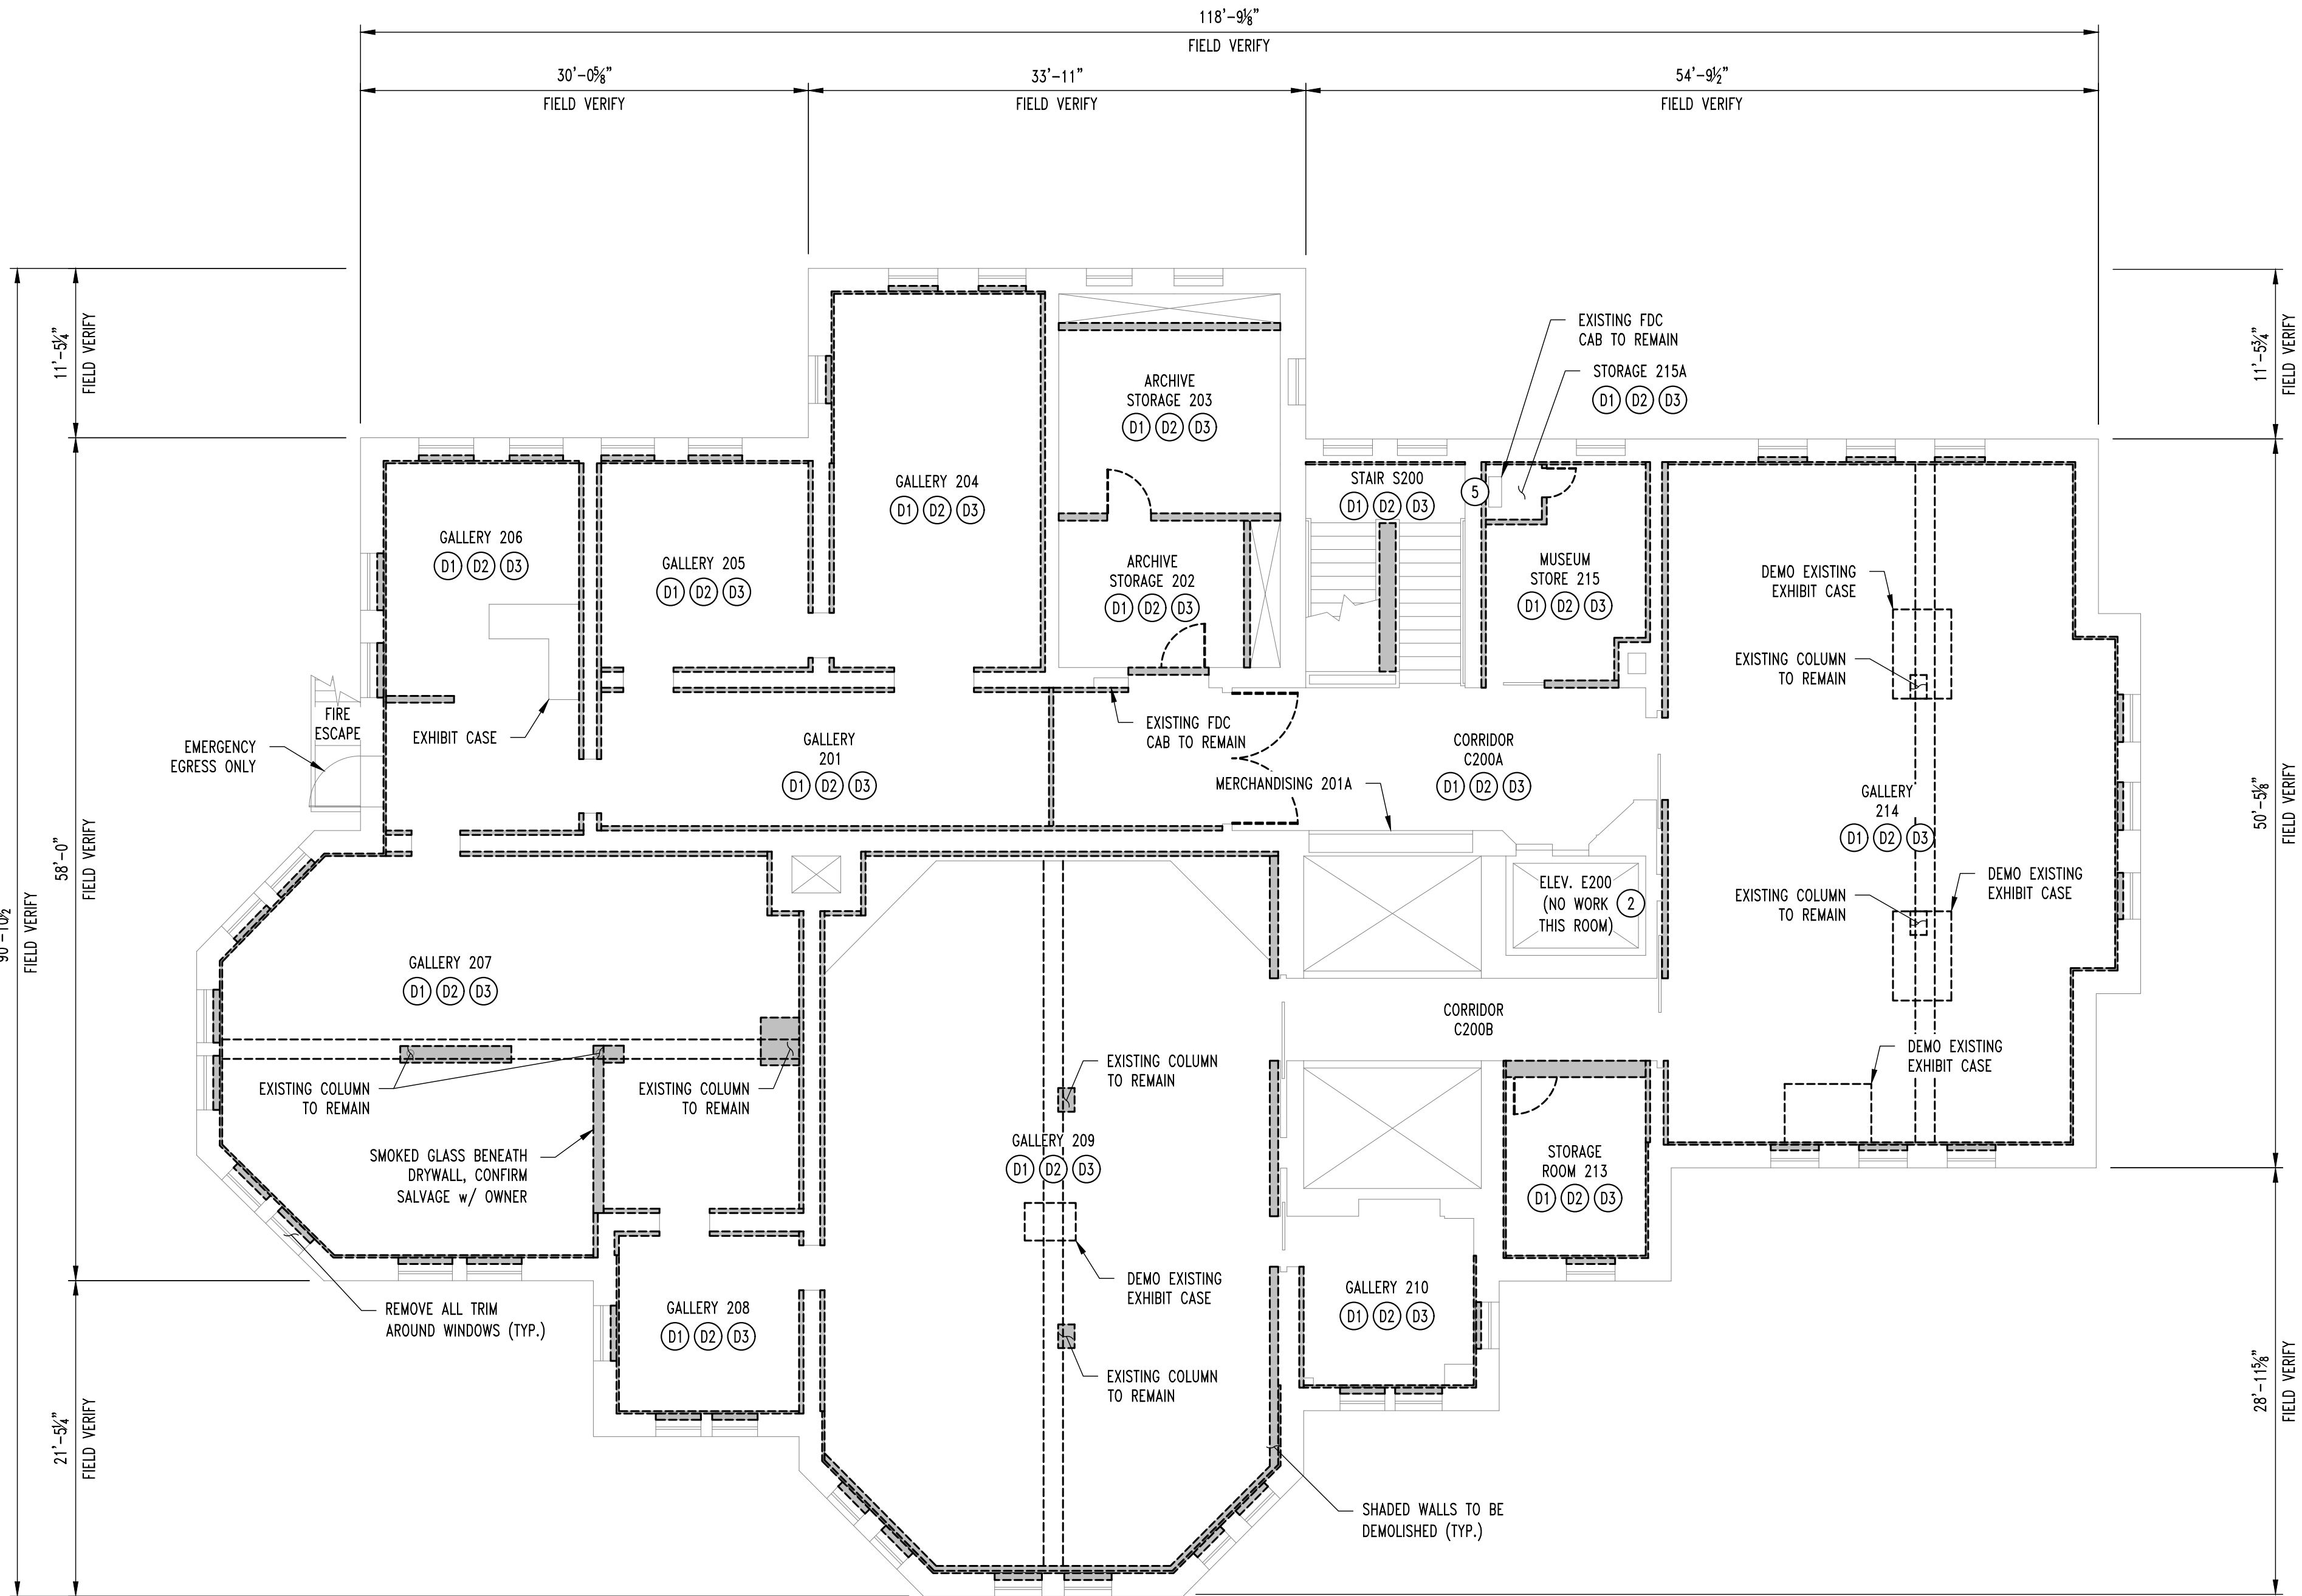 118'-9⅛"
FIELD VERIFY
30'-0⅝"
FIELD VERIFY
33'-11"
FIELD VERIFY
54'-9½"
FIELD VERIFY
11'-5¼"
FIELD VERIFY
11'-5¾"
FIELD VERIFY
EXISTING FDC
CAB TO REMAIN
STORAGE 215A
D1 D2 D3
ARCHIVE
STORAGE 203
D1 D2 D3
GALLERY 204
D1 D2 D3
STAIR S200
D1 D2 D3
5
GALLERY 206
D1 D2 D3
GALLERY 205
D1 D2 D3
ARCHIVE
STORAGE 202
D1 D2 D3
MUSEUM
STORE 215
D1 D2 D3
DEMO EXISTING
EXHIBIT CASE
EXISTING COLUMN
TO REMAIN
FIRE
ESCAPE
EMERGENCY
EGRESS ONLY
EXHIBIT CASE
GALLERY
201
D1 D2 D3
EXISTING FDC
CAB TO REMAIN
MERCHANDISING 201A
CORRIDOR
C200A
D1 D2 D3
GALLERY
214
D1 D2 D3
50'-5⅛"
FIELD VERIFY
58'-0"
FIELD VERIFY
90'-10½
FIELD VERIFY
ELEV. E200
(NO WORK
THIS ROOM)
2
EXISTING COLUMN
TO REMAIN
DEMO EXISTING
EXHIBIT CASE
GALLERY 207
D1 D2 D3
CORRIDOR
C200B
DEMO EXISTING
EXHIBIT CASE
EXISTING COLUMN
TO REMAIN
EXISTING COLUMN
TO REMAIN
EXISTING COLUMN
TO REMAIN
SMOKED GLASS BENEATH
DRYWALL, CONFIRM
SALVAGE w/ OWNER
GALLERY 209
D1 D2 D3
STORAGE
ROOM 213
D1 D2 D3
REMOVE ALL TRIM
AROUND WINDOWS (TYP.)
GALLERY 208
D1 D2 D3
DEMO EXISTING
EXHIBIT CASE
GALLERY 210
D1 D2 D3
EXISTING COLUMN
TO REMAIN
21'-5¼"
FIELD VERIFY
28'-11⅝"
FIELD VERIFY
SHADED WALLS TO BE
DEMOLISHED (TYP.)